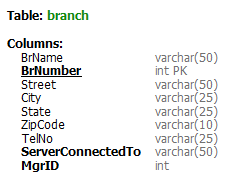 Table: branch
Columns:
BrName varchar(50)
BrNumber int PK
Street varchar(50)
City varchar(25)
State varchar(25)
ZipCode varchar(10)
TelNo varchar(25)
ServerConnectedTo varchar(50)
MgrID int